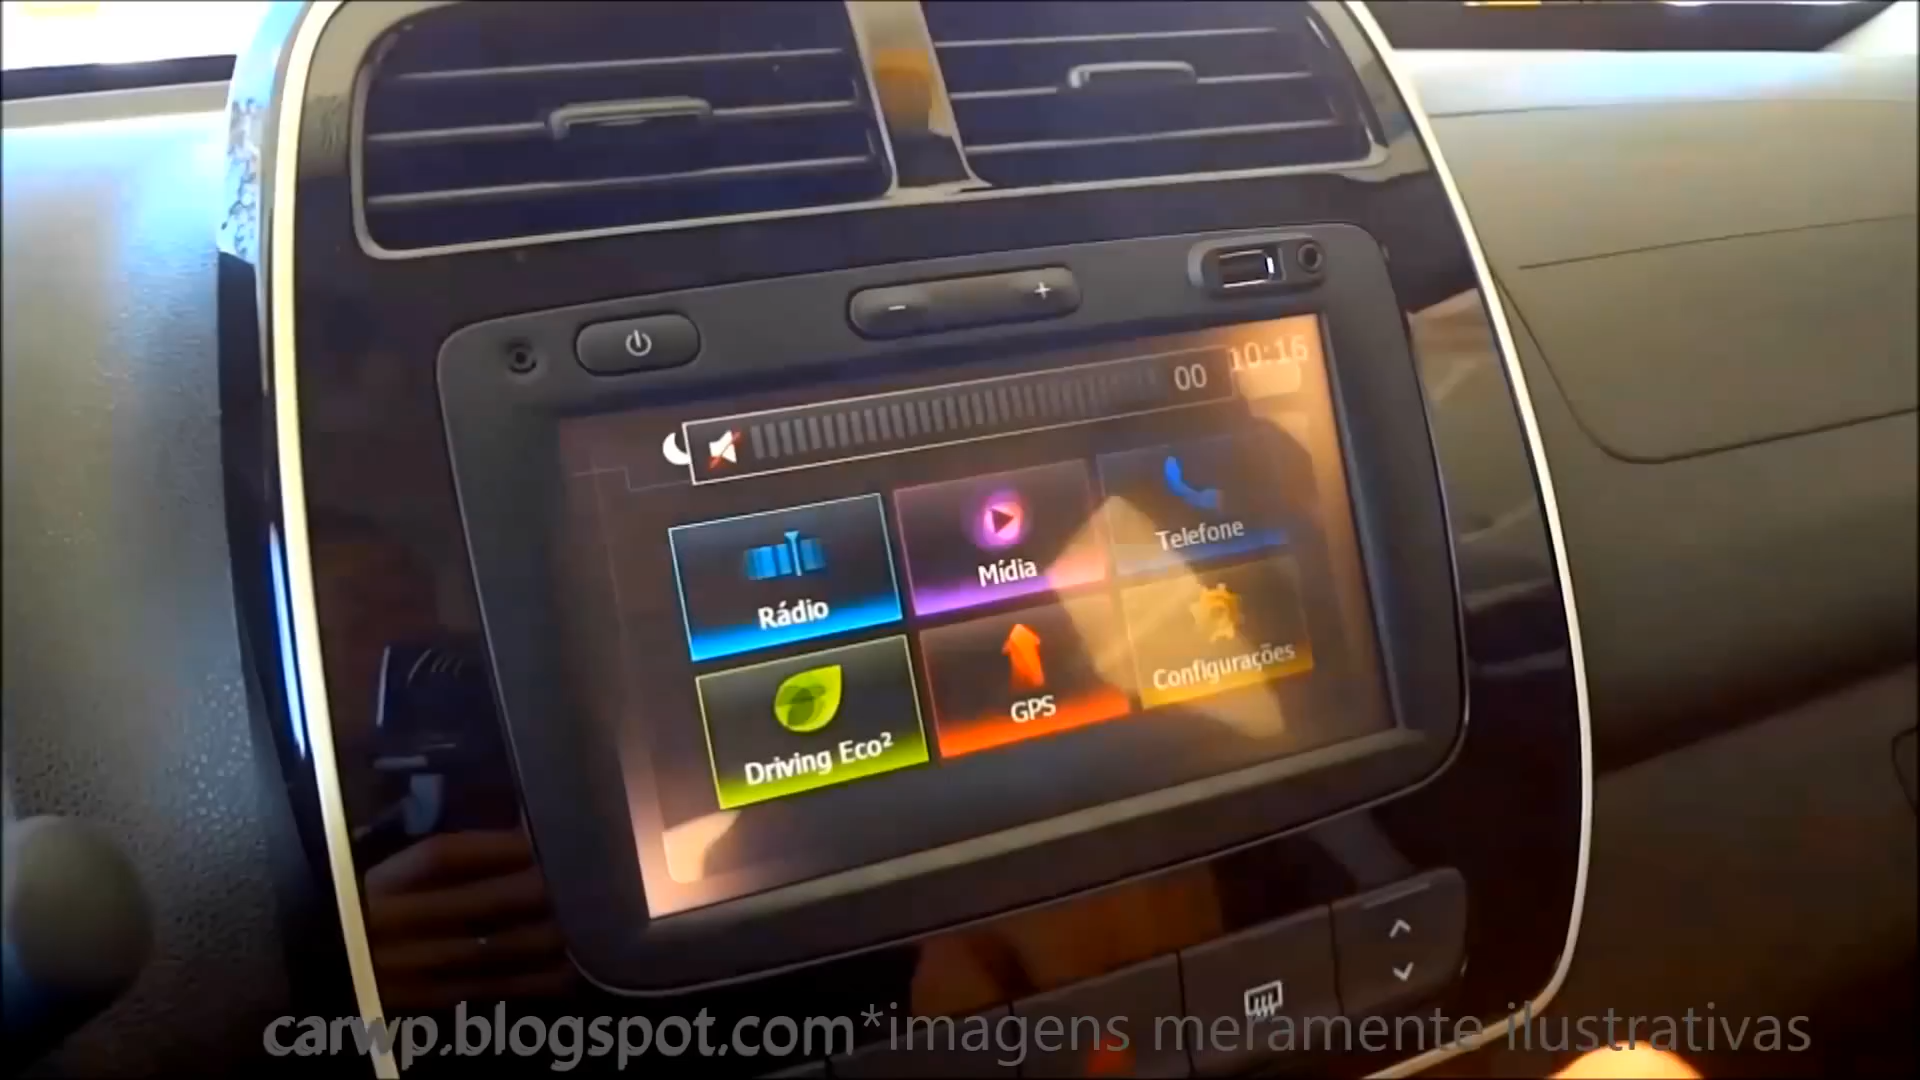 − +
00 10:16
Rádio Mídia Telefone
Driving Eco² GPS Configurações
carwp.blogspot.com*imagens meramente ilustrativas